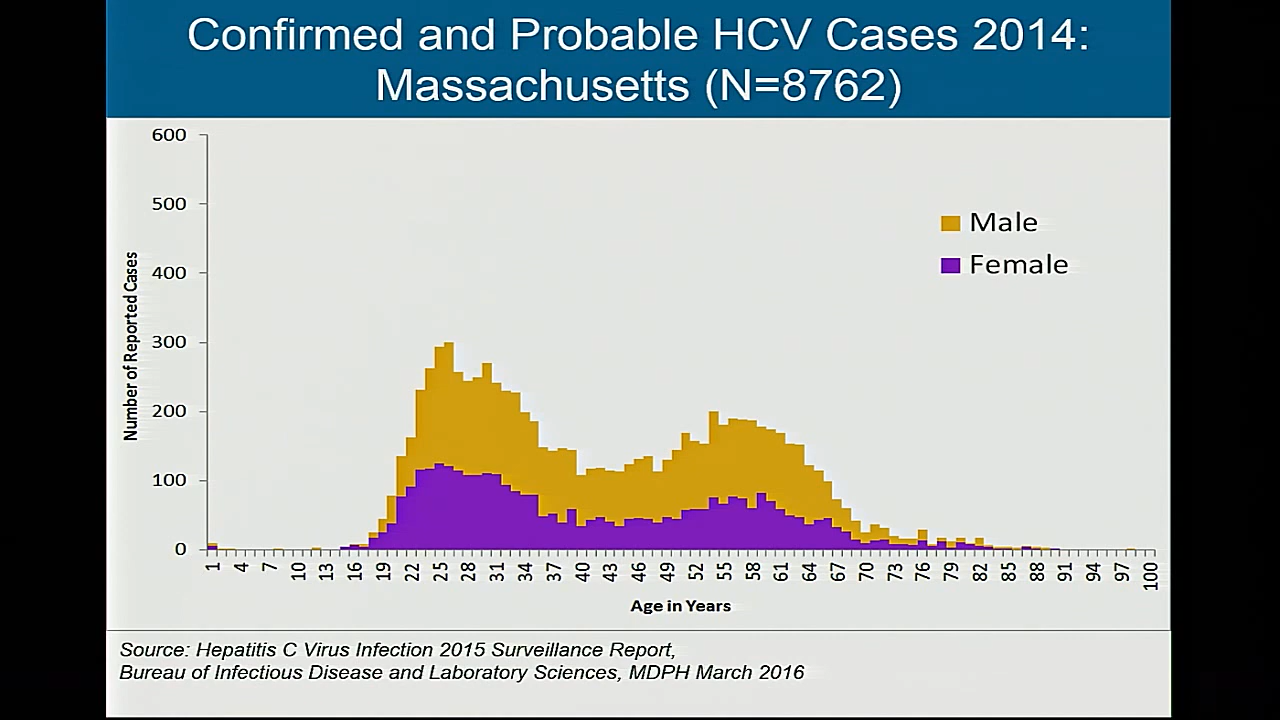 Confirmed and Probable HCV Cases 2014:
Massachusetts (N=8762)
600
500
400
300
200
100
0
Number of Reported Cases
Male
Female
1 4 7 10 13 16 19 22 25 28 31 34 37 40 43 46 49 52 55 58 61 64 67 70 73 76 79 82 85 88 91 94 97 100
Age in Years
Source: Hepatitis C Virus Infection 2015 Surveillance Report,
Bureau of Infectious Disease and Laboratory Sciences, MDPH March 2016